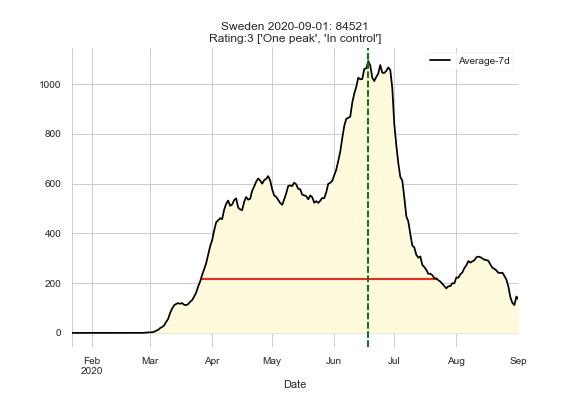 Sweden 2020-09-01: 84521
Rating:3 ['One peak', 'In control']
Average-7d
1000
800
600
400
200
0
Feb Mar Apr May Jun Jul Aug Sep
2020
Date